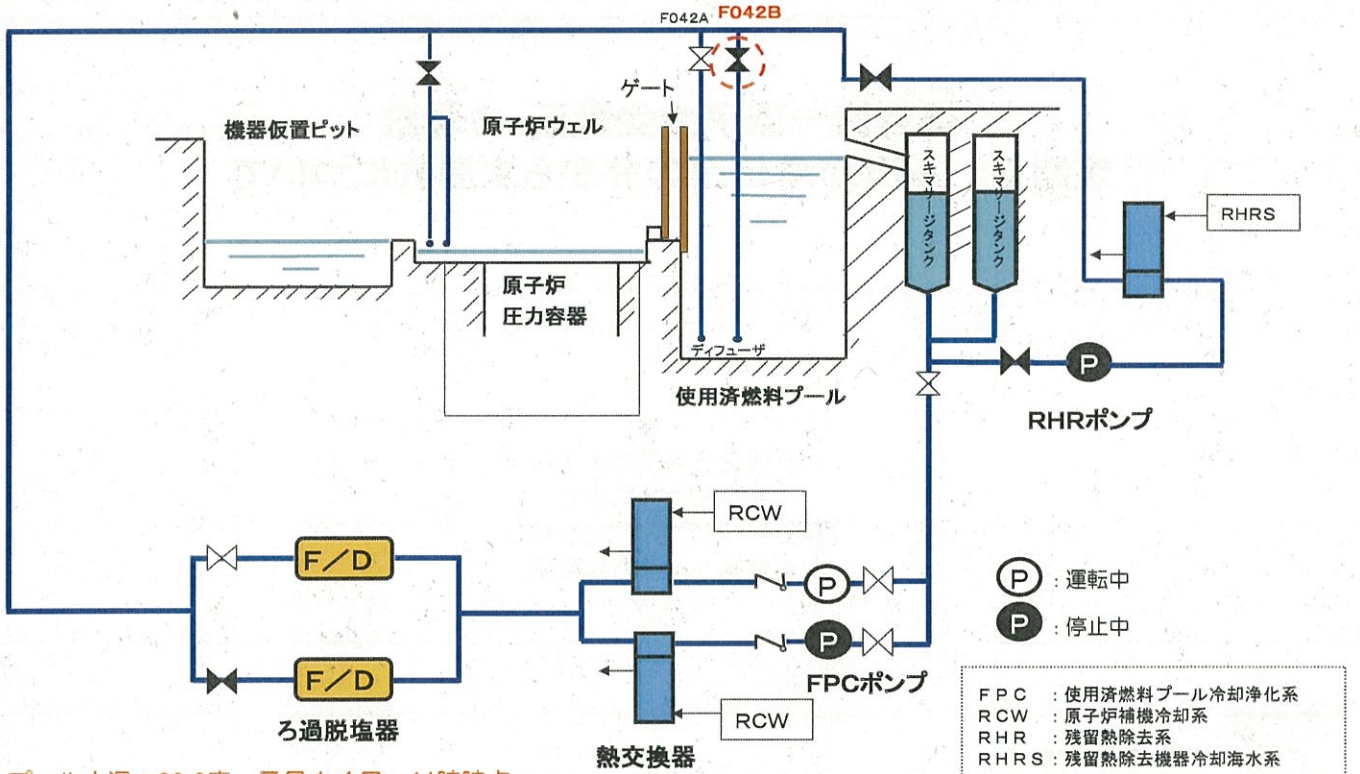 F042A
F042B
ゲート
機器仮置ピット
原子炉ウェル
スキマサージタンク
スキマサージタンク
RHRS
原子炉
圧力容器
ディフューザ
使用済燃料プール
P
RHRポンプ
RCW
F/D
P
P : 運転中
P : 停止中
F/D
P
FPCポンプ
ろ過脱塩器
RCW
熱交換器
FPC : 使用済燃料プール冷却浄化系
RCW : 原子炉補機冷却系
RHR : 残留熱除去系
RHRS : 残留熱除去機器冷却海水系